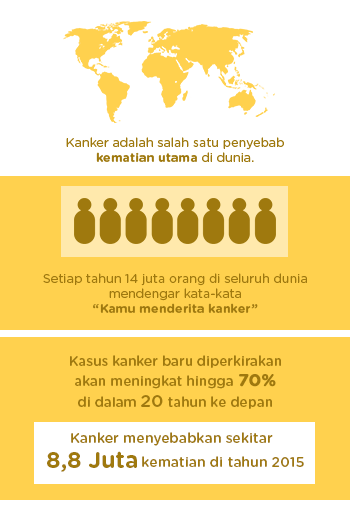 Kanker adalah salah satu penyebab
kematian utama di dunia.
Setiap tahun 14 juta orang di seluruh dunia
mendengar kata-kata
“Kamu menderita kanker”
Kasus kanker baru diperkirakan
akan meningkat hingga 70%
di dalam 20 tahun ke depan
Kanker menyebabkan sekitar
8,8 Juta kematian di tahun 2015